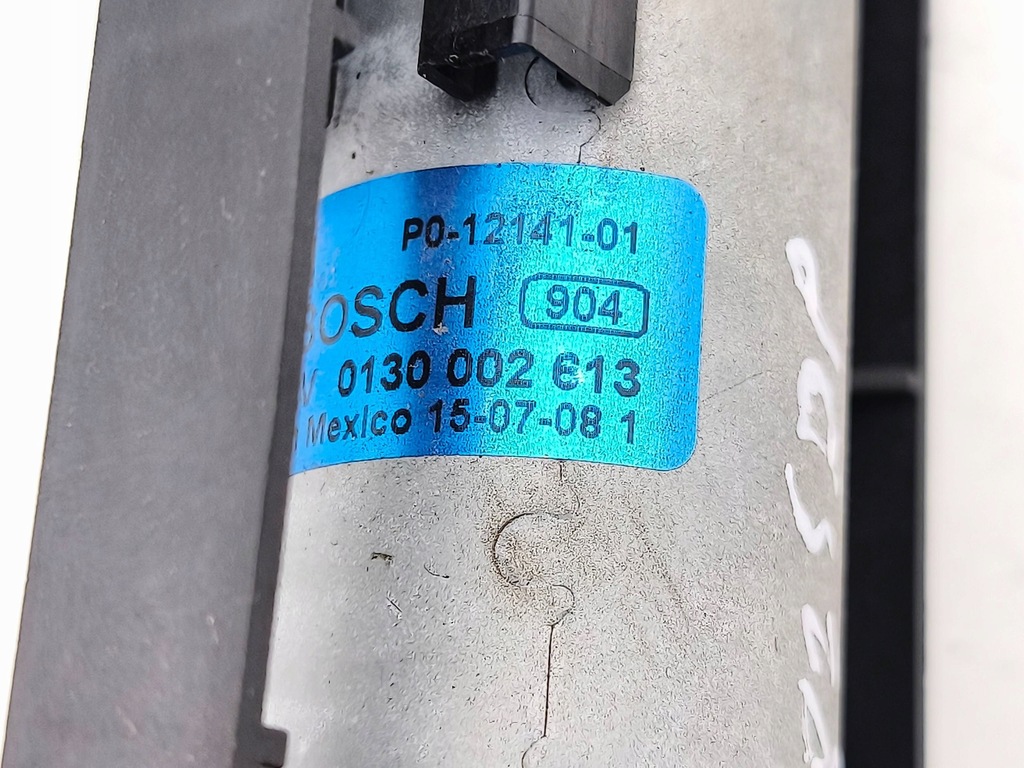 P0-12141-01
BOSCH 904
V 0130 002 613
Mexico 15-07-08 1